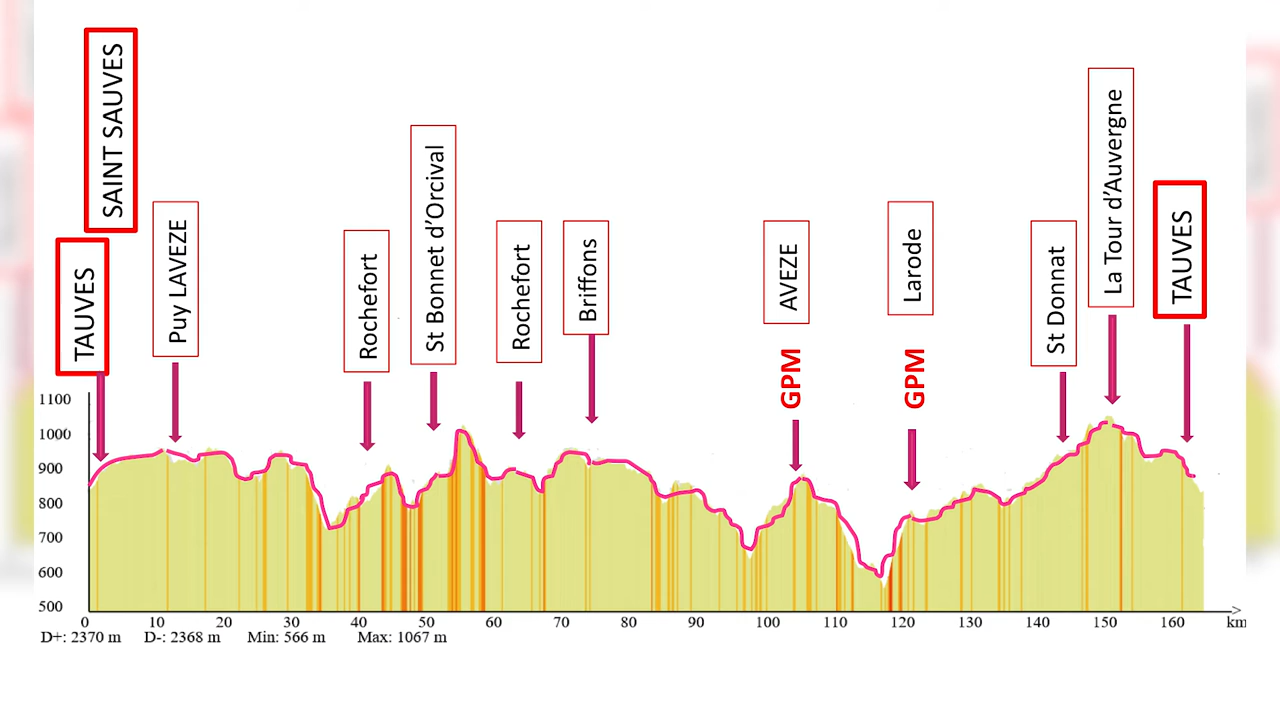 SAINT SAUVES
TAUVES
Puy LAVEZE
Rochefort
St Bonnet d'Orcival
Rochefort
Briffons
AVEZE
GPM
Larode
GPM
St Donnat
La Tour d'Auvergne
TAUVES
1100
1000
900
800
700
600
500
0 10 20 30 40 50 60 70 80 90 100 110 120 130 140 150 160 km
D+: 2370 m D-: 2368 m Min: 566 m Max: 1067 m